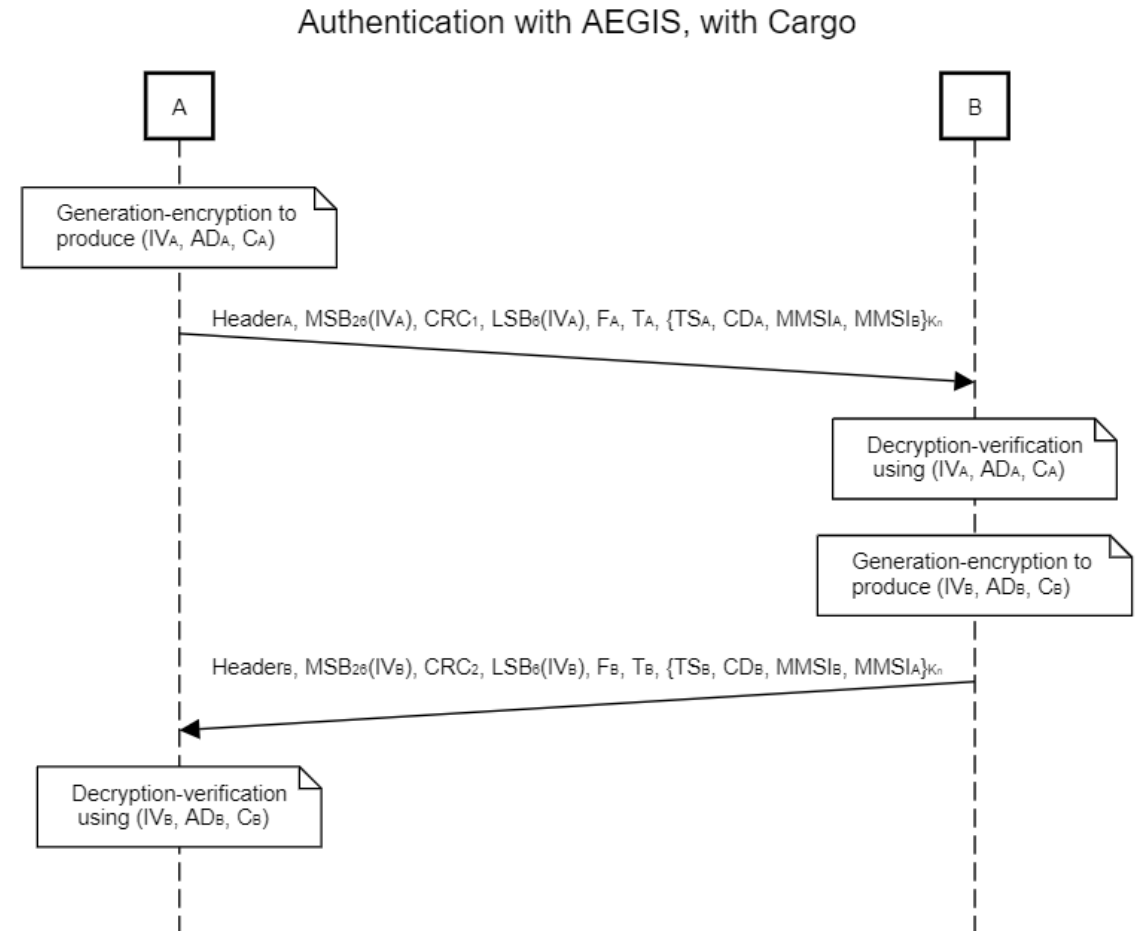 Authentication with AEGIS, with Cargo
A
B
Generation-encryption to
produce (IVA, ADA, CA)
HeaderA, MSB26(IVA), CRC1, LSB6(IVA), FA, TA, {TSA, CDA, MMSIA, MMSIB}Kn
Decryption-verification
using (IVA, ADA, CA)
Generation-encryption to
produce (IVB, ADB, CB)
HeaderB, MSB26(IVB), CRC2, LSB6(IVB), FB, TB, {TSB, CDB, MMSIB, MMSIA}Kn
Decryption-verification
using (IVB, ADB, CB)